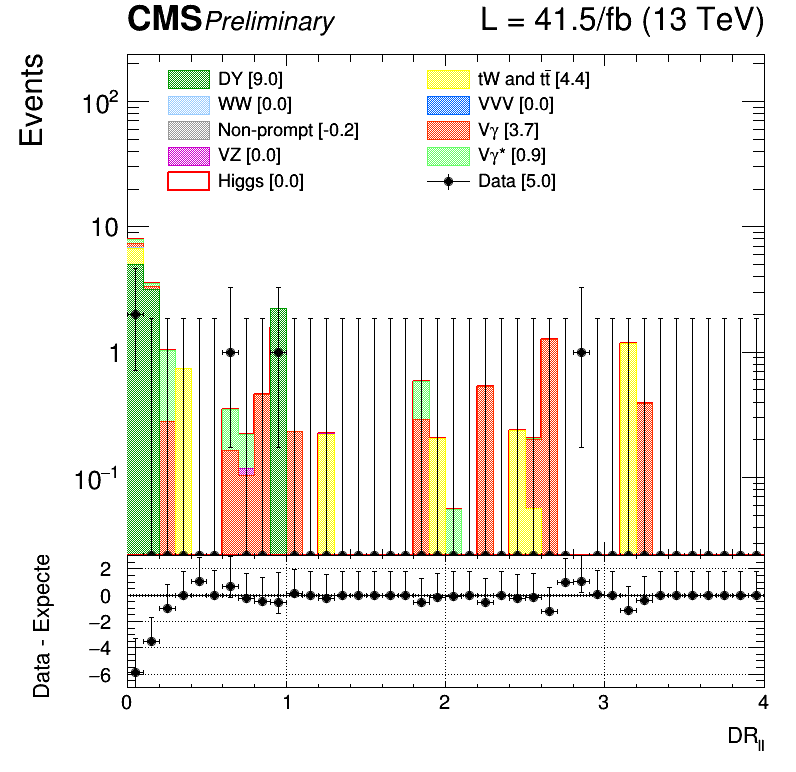 CMS Preliminary L = 41.5/fb (13 TeV)
Events
DY [9.0] tW and tt̄ [4.4]
WW [0.0] VVV [0.0]
Non-prompt [-0.2] Vγ [3.7]
VZ [0.0] Vγ* [0.9]
Higgs [0.0] Data [5.0]
10²
10
1
10⁻¹
Data - Expecte
2
0
−2
−4
−6
0 1 2 3 4
DR_ll